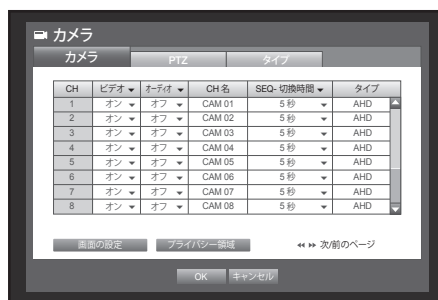 カメラ
カメラ PTZ タイプ
CH ビデオ オーディオ CH 名 SEQ- 切換時間 タイプ
1 オン オフ CAM 01 5 秒 AHD
2 オン オフ CAM 02 5 秒 AHD
3 オン オフ CAM 03 5 秒 AHD
4 オン オフ CAM 04 5 秒 AHD
5 オン オフ CAM 05 5 秒 AHD
6 オン オフ CAM 06 5 秒 AHD
7 オン オフ CAM 07 5 秒 AHD
8 オン オフ CAM 08 5 秒 AHD
画面の設定 プライバシー領域 次/前のページ
OK キャンセル